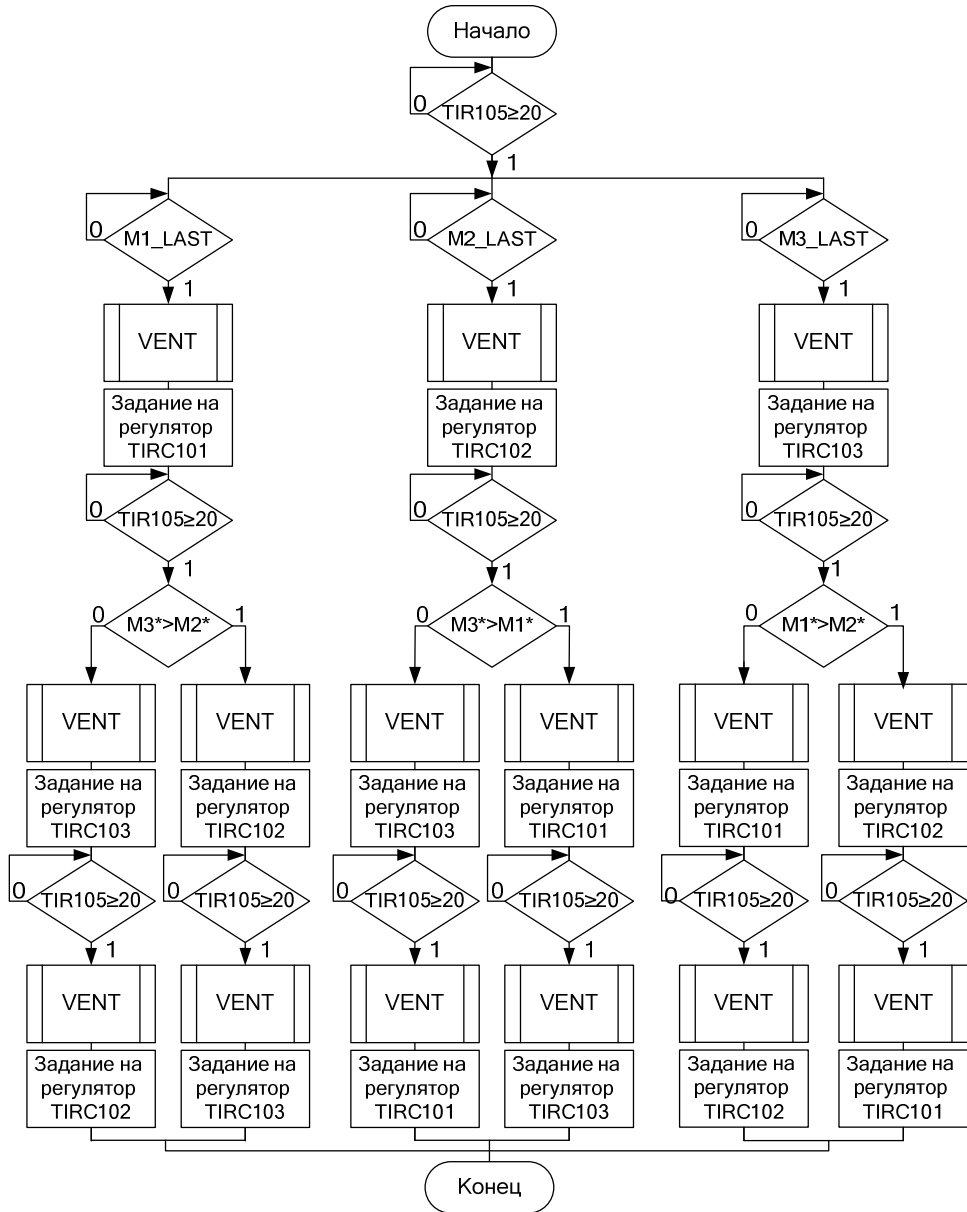 Начало
0
TIR105≥20
1
0
M1_LAST
1
0
M2_LAST
1
0
M3_LAST
1
VENT
VENT
VENT
Задание на
регулятор
TIRC101
Задание на
регулятор
TIRC102
Задание на
регулятор
TIRC103
0
TIR105≥20
1
0
TIR105≥20
1
0
TIR105≥20
1
0
M3*>M2*
1
0
M3*>M1*
1
0
M1*>M2*
1
VENT
VENT
VENT
VENT
VENT
VENT
Задание на
регулятор
TIRC103
Задание на
регулятор
TIRC102
Задание на
регулятор
TIRC103
Задание на
регулятор
TIRC101
Задание на
регулятор
TIRC101
Задание на
регулятор
TIRC102
0
TIR105≥20
1
0
TIR105≥20
1
0
TIR105≥20
1
0
TIR105≥20
1
0
TIR105≥20
1
0
TIR105≥20
1
VENT
VENT
VENT
VENT
VENT
VENT
Задание на
регулятор
TIRC102
Задание на
регулятор
TIRC103
Задание на
регулятор
TIRC101
Задание на
регулятор
TIRC103
Задание на
регулятор
TIRC102
Задание на
регулятор
TIRC101
Конец